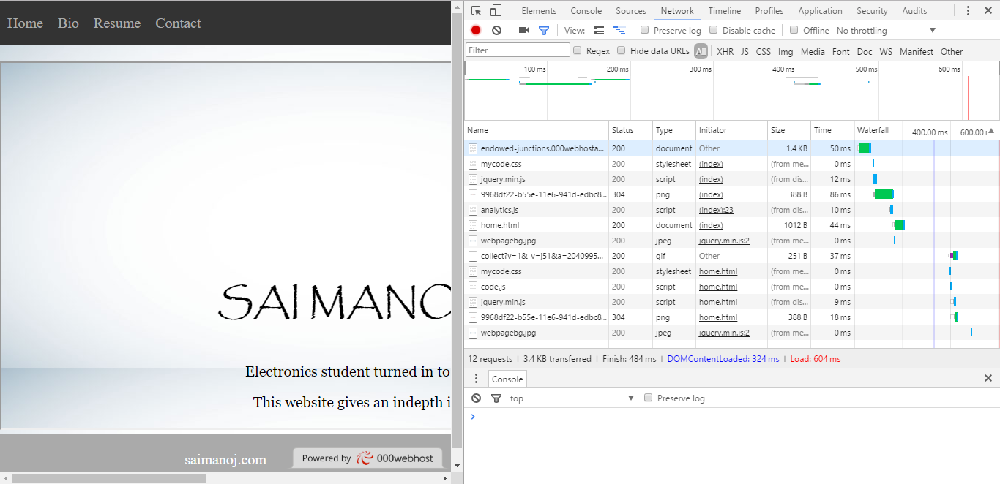 Home Bio Resume Contact
SAI MANO
Electronics student turned in to
This website gives an indepth i
saimanoj.com
Powered by 000webhost
Elements Console Sources Network Timeline Profiles Application Security Audits
View: Preserve log Disable cache Offline No throttling
Filter Regex Hide data URLs All XHR JS CSS Img Media Font Doc WS Manifest Other
100 ms 200 ms 300 ms 400 ms 500 ms 600 ms
Name Status Type Initiator Size Time Waterfall 400.00 ms 600.00 r
endowed-junctions.000webhosta... 200 document Other 1.4 KB 50 ms
mycode.css 200 stylesheet (index) (from me... 0 ms
jquery.min.js 200 script (index) (from dis... 12 ms
9968df22-b55e-11e6-941d-edbc8... 304 png (index) 388 B 86 ms
analytics.js 200 script (index):23 (from dis... 10 ms
home.html 200 document (index) 1012 B 44 ms
webpagebg.jpg 200 jpeg jquery.min.js:2 (from me... 0 ms
collect?v=1&_v=j51&a=2040995... 200 gif Other 251 B 37 ms
mycode.css 200 stylesheet home.html (from me... 0 ms
code.js 200 script home.html (from me... 0 ms
jquery.min.js 200 script home.html (from dis... 9 ms
9968df22-b55e-11e6-941d-edbc8... 304 png home.html 388 B 18 ms
webpagebg.jpg 200 jpeg jquery.min.js:2 (from me... 0 ms
12 requests | 3.4 KB transferred | Finish: 484 ms | DOMContentLoaded: 324 ms | Load: 604 ms
Console
top Preserve log